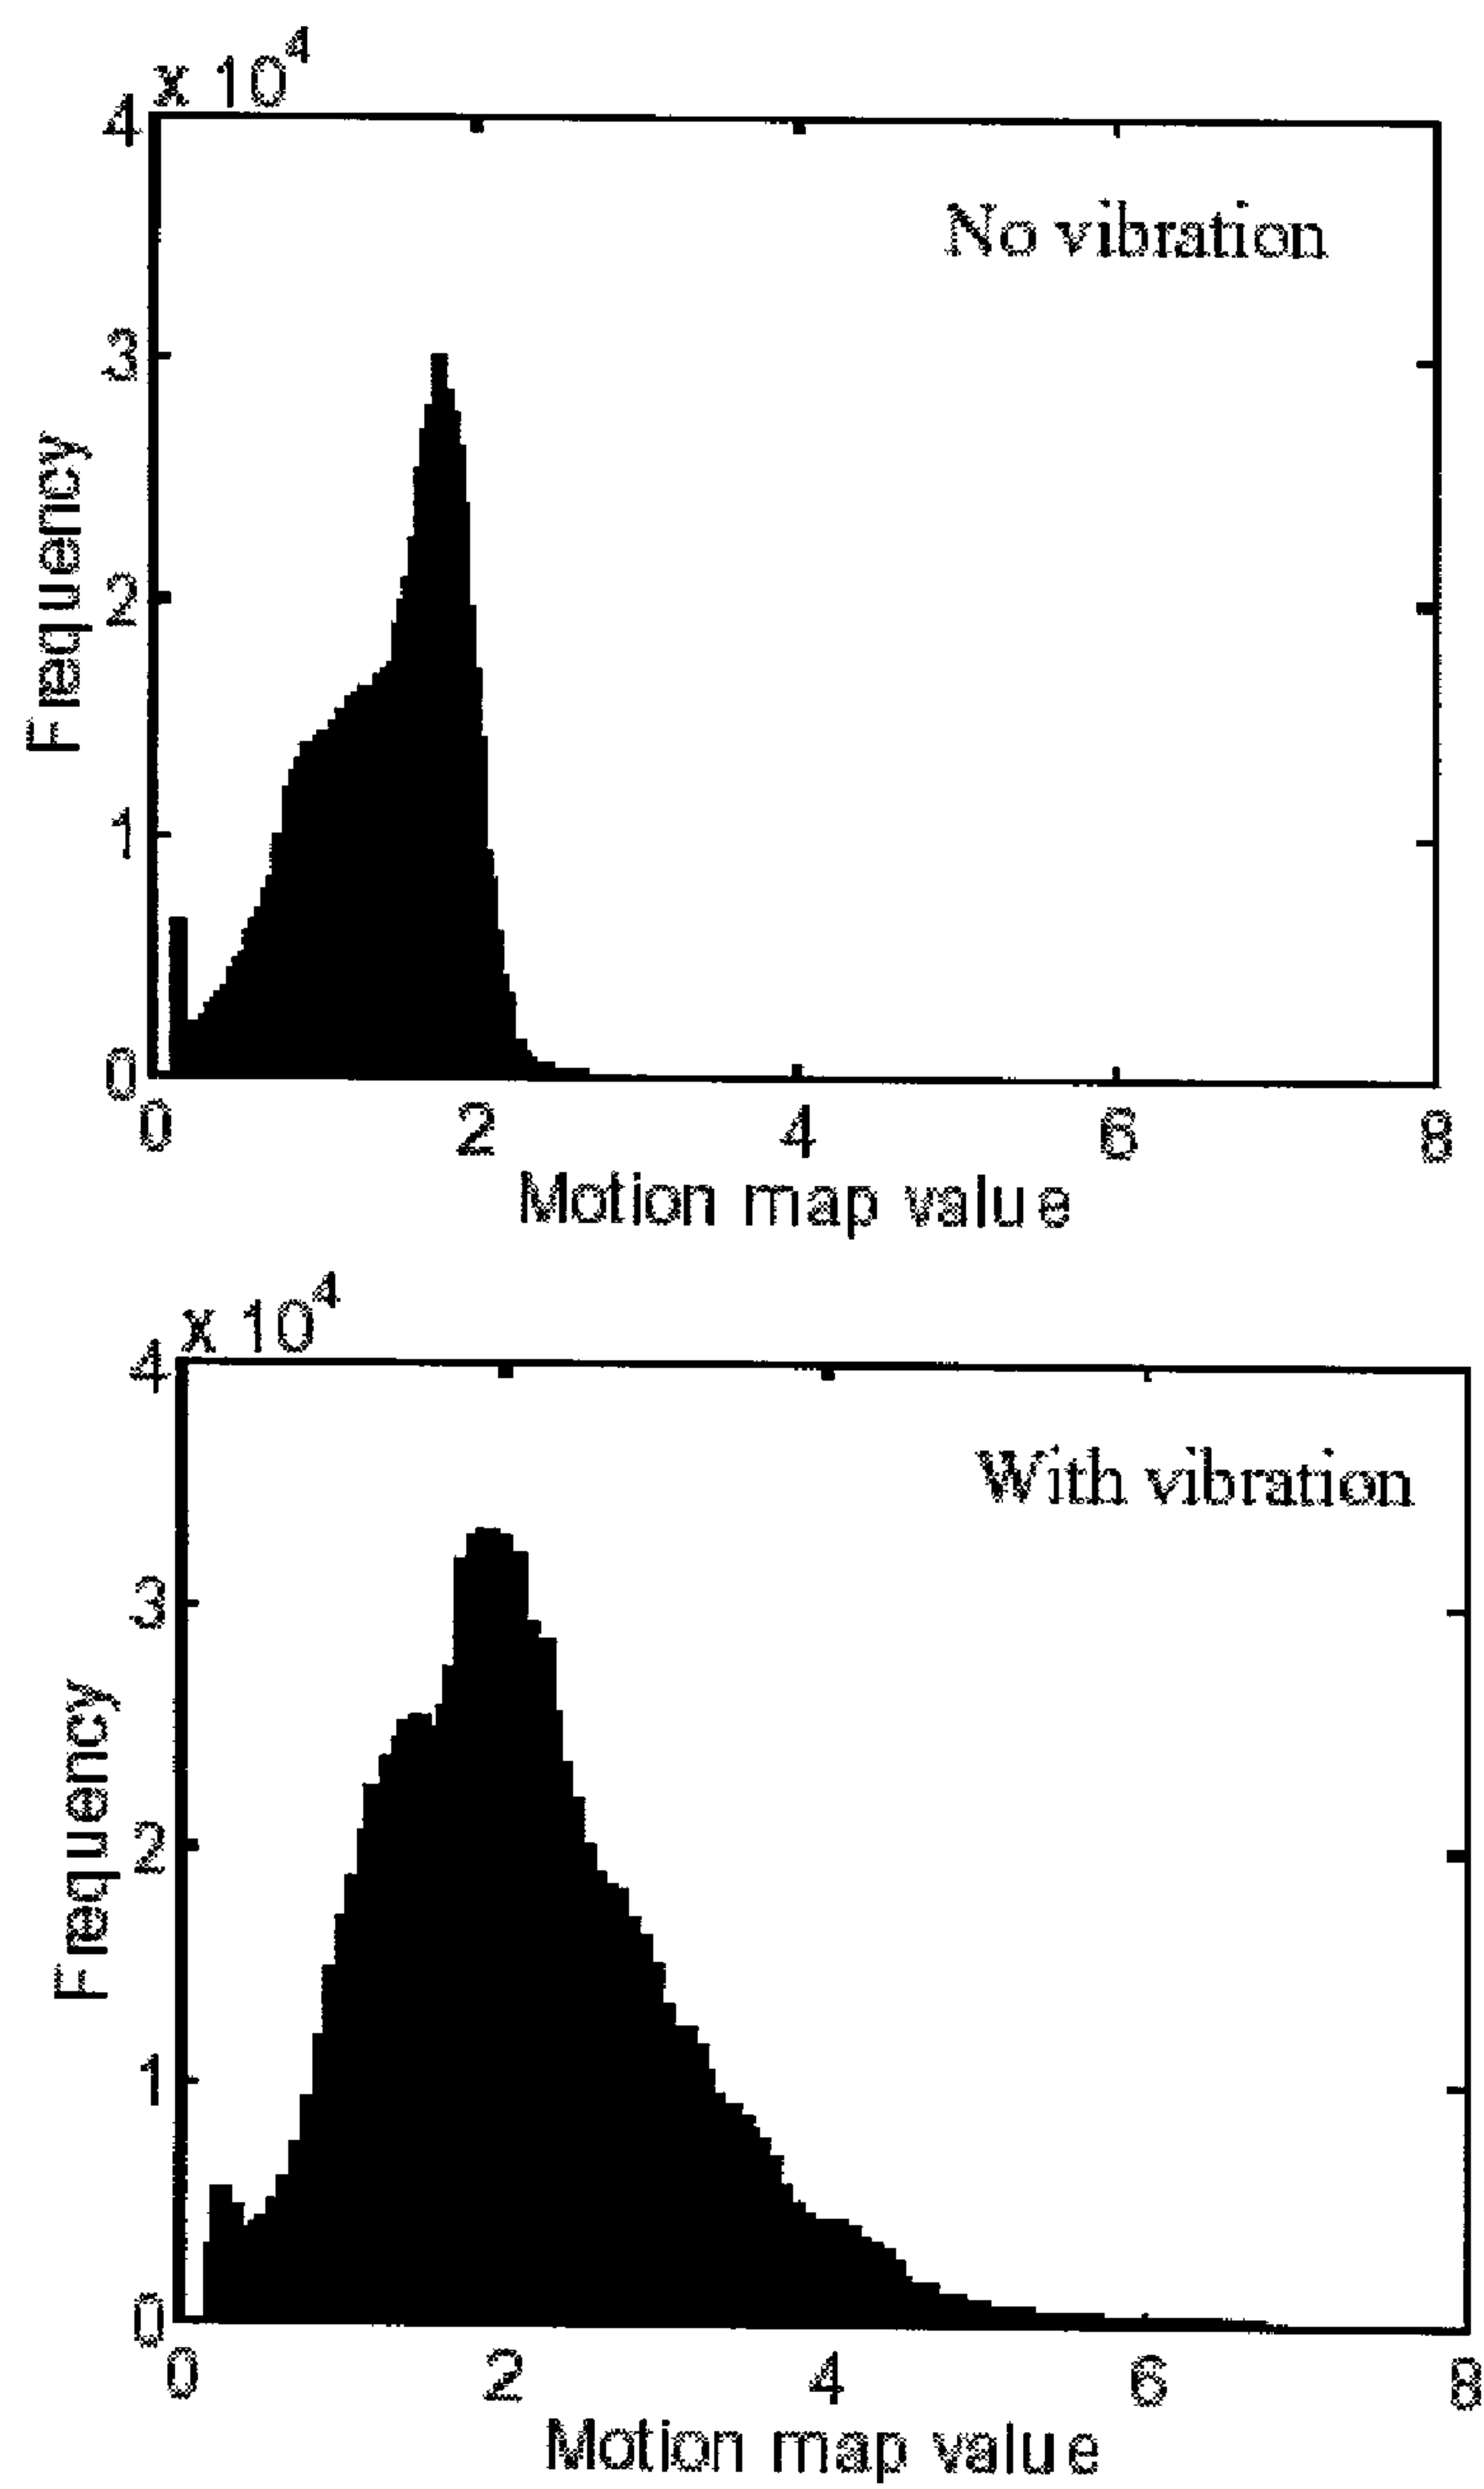 x 10^4
4
No vibration
3
2
1
0
Frequency
0 2 4 6 8
Motion map value
x 10^4
4
With vibration
3
2
1
0
Frequency
0 2 4 6 8
Motion map value